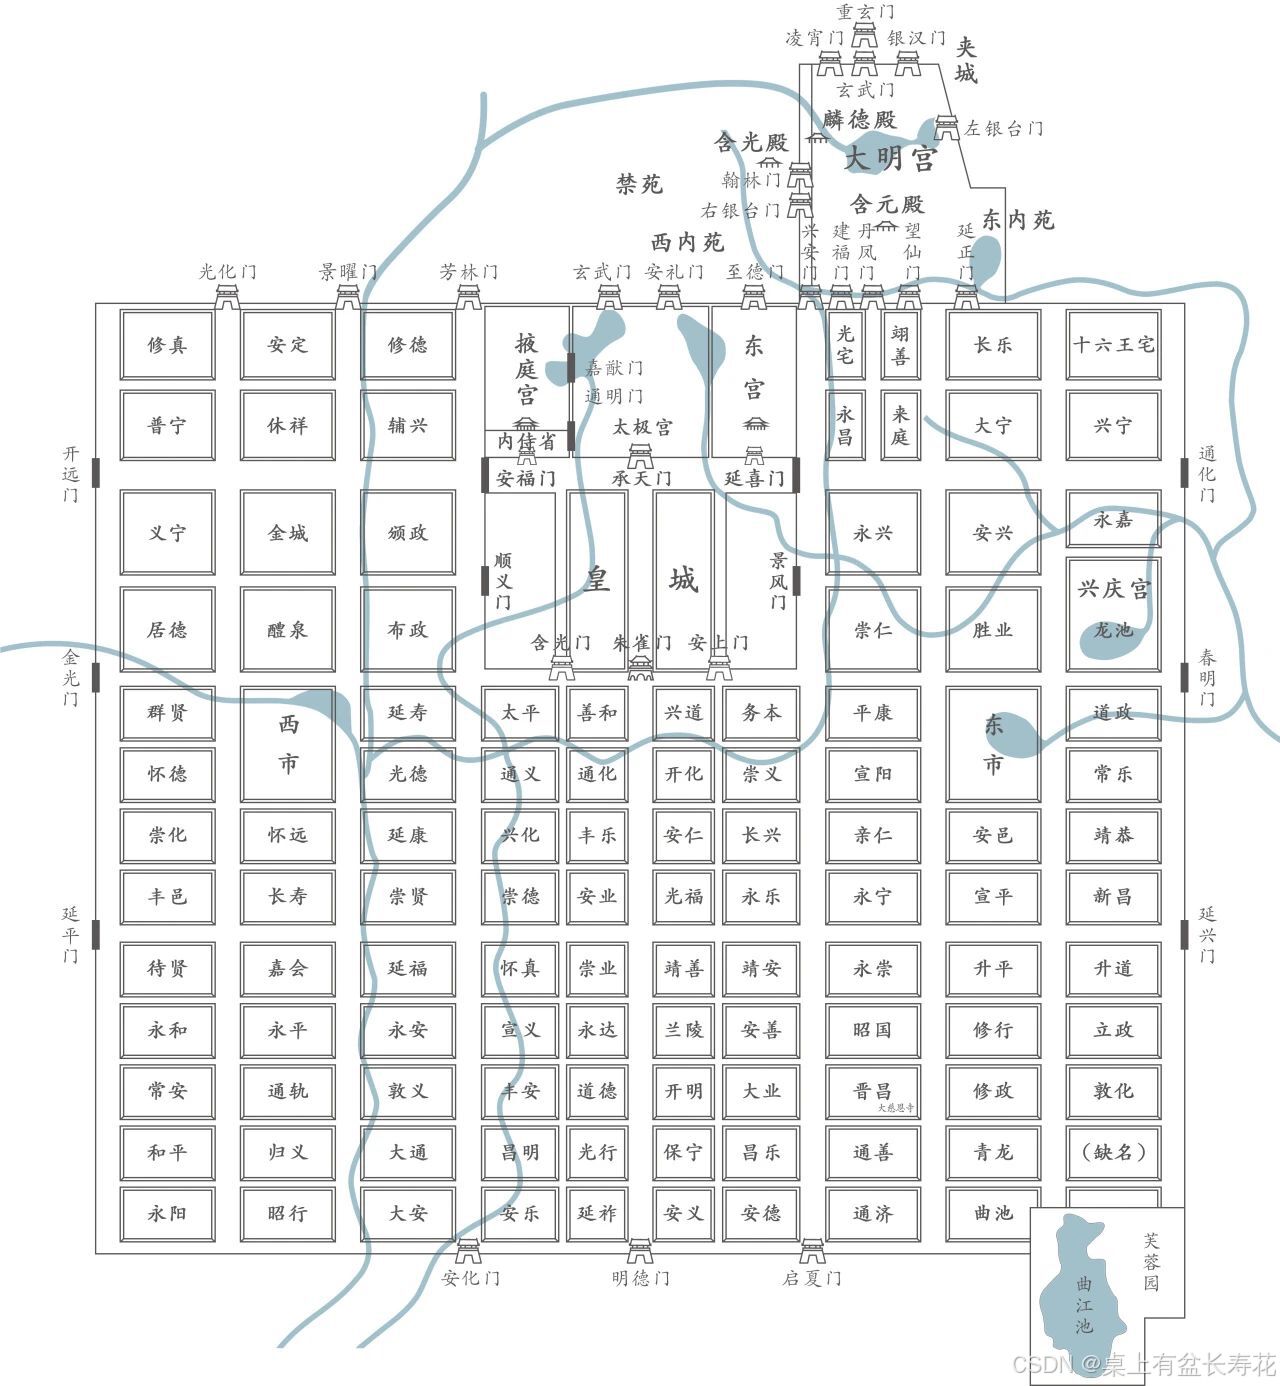 重玄门
凌宵门
银汉门
夹城
玄武门
麟德殿
左银台门
含光殿
大明宫
翰林门
禁苑
右银台门
含元殿
东内苑
西内苑
兴安门
建福门
丹凤门
望仙门
延正门
光化门
景曜门
芳林门
玄武门
安礼门
至德门
修真
安定
修德
掖庭宫
嘉猷门
东宫
光宅
翊善
长乐
十六王宅
通明门
普宁
休祥
辅兴
太极宫
永昌
来庭
大宁
兴宁
内侍省
开远门
安福门
承天门
延喜门
通化门
义宁
金城
颁政
顺义门
皇城
景风门
永兴
安兴
永嘉
兴庆宫
居德
醴泉
布政
崇仁
胜业
龙池
含光门
朱雀门
安上门
金光门
春明门
群贤
西市
延寿
太平
善和
兴道
务本
平康
东市
道政
怀德
光德
通义
通化
开化
崇义
宣阳
常乐
崇化
怀远
延康
兴化
丰乐
安仁
长兴
亲仁
安邑
靖恭
丰邑
长寿
崇贤
崇德
安业
光福
永乐
永宁
宣平
新昌
延平门
延兴门
待贤
嘉会
延福
怀真
崇业
靖善
靖安
永崇
升平
升道
永和
永平
永安
宣义
永达
兰陵
安善
昭国
修行
立政
常安
通轨
敦义
丰安
道德
开明
大业
晋昌
大慈恩寺
修政
敦化
和平
归义
大通
昌明
光行
保宁
昌乐
通善
青龙
（缺名）
永阳
昭行
大安
安乐
延祚
安义
安德
通济
曲池
芙蓉园
曲江池
安化门
明德门
启夏门
CSDN @桌上有盆长寿花